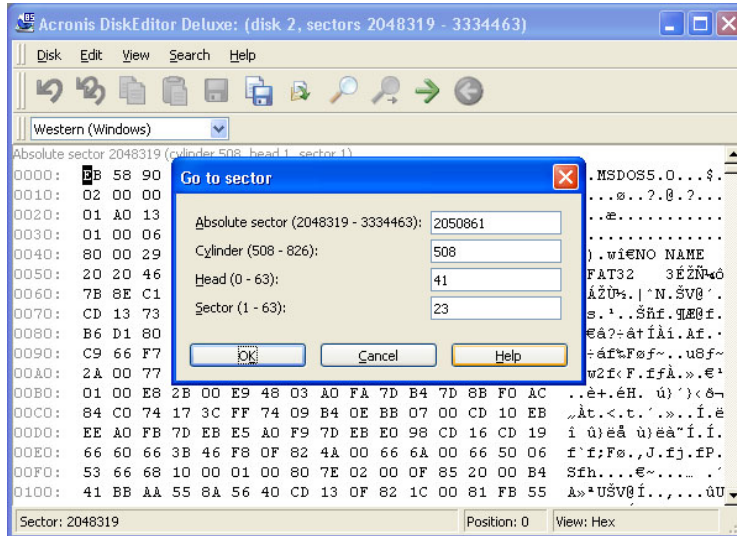 Acronis DiskEditor Deluxe: (disk 2, sectors 2048319 - 3334463)
Disk Edit View Search Help
Western (Windows)
Absolute sector 2048319 (cylinder 508, head 1, sector 1)
Go to sector
Absolute sector (2048319 - 3334463): 2050861
Cylinder (508 - 826): 508
Head (0 - 63): 41
Sector (1 - 63): 23
OK Cancel Help
0000: EB 58 90 .MSDOS5.0...$.
0010: 02 00 00
0020: 01 A0 13
0030: 01 00 06
0040: 80 00 29 ).wî€NO NAME
0050: 20 20 46 FAT32
0060: 7B 8E C1
0070: CD 13 73
0080: B6 D1 80
0090: C9 66 F7
00A0: 2A 00 77
00B0: 01 00 E8 2B 00 E9 48 03 A0 FA 7D B4 7D 8B F0 AC
00C0: 84 C0 74 17 3C FF 74 09 B4 0E BB 07 00 CD 10 EB
00D0: EE A0 FB 7D EB E5 A0 F9 7D EB E0 98 CD 16 CD 19
00E0: 66 60 66 3B 46 F8 0F 82 4A 00 66 6A 00 66 50 06
00F0: 53 66 68 10 00 01 00 80 7E 02 00 0F 85 20 00 B4
0100: 41 BB AA 55 8A 56 40 CD 13 0F 82 1C 00 81 FB 55
Sector: 2048319 Position: 0 View: Hex